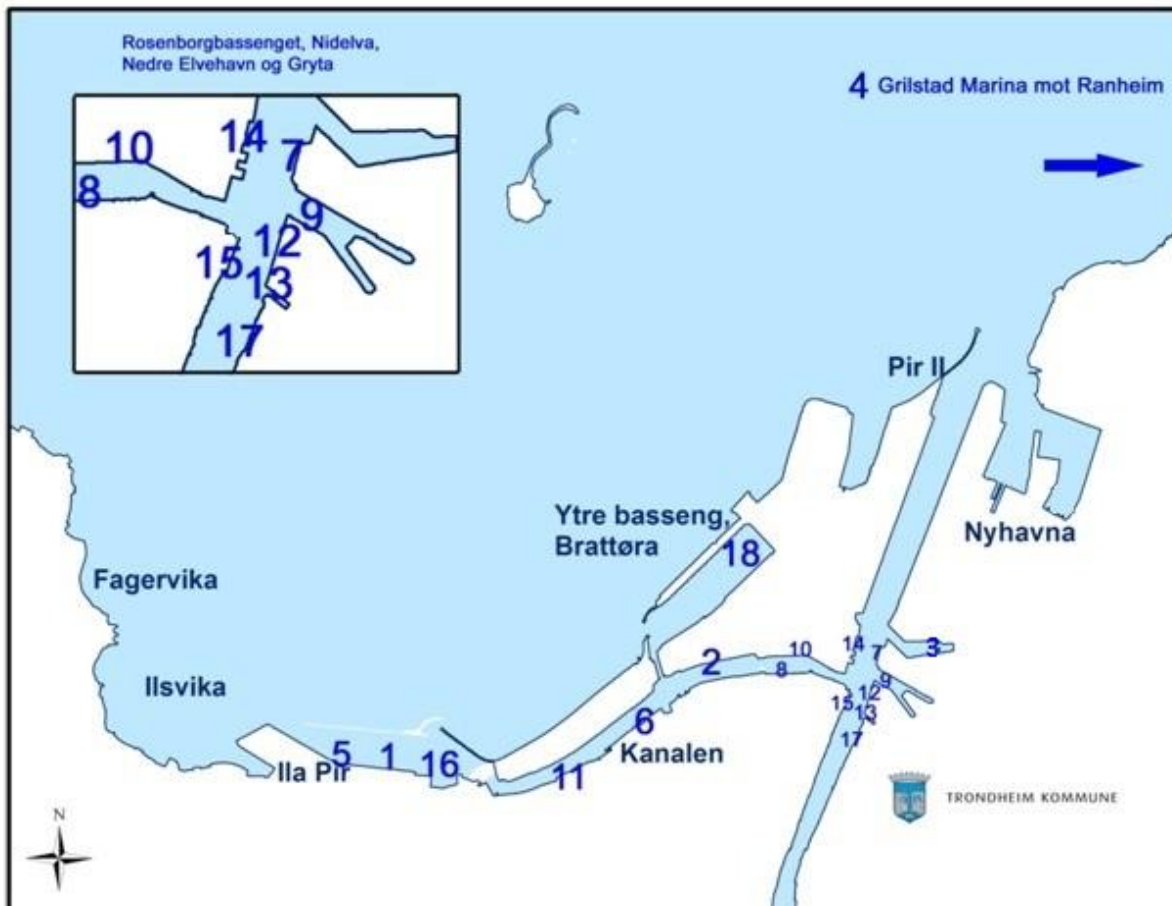 Rosenborgbassenget, Nidelva,
Nedre Elvehavn og Gryta
4 Grilstad Marina mot Ranheim
10
14
7
8
9
12
15
13
17
Pir II
Ytre basseng,
Brattøra
18
Nyhavna
Fagervika
Ilsvika
2
10
14
7
3
8
9
12
15
13
6
17
Kanalen
5
1
16
Ila Pir
11
TRONDHEIM KOMMUNE
N